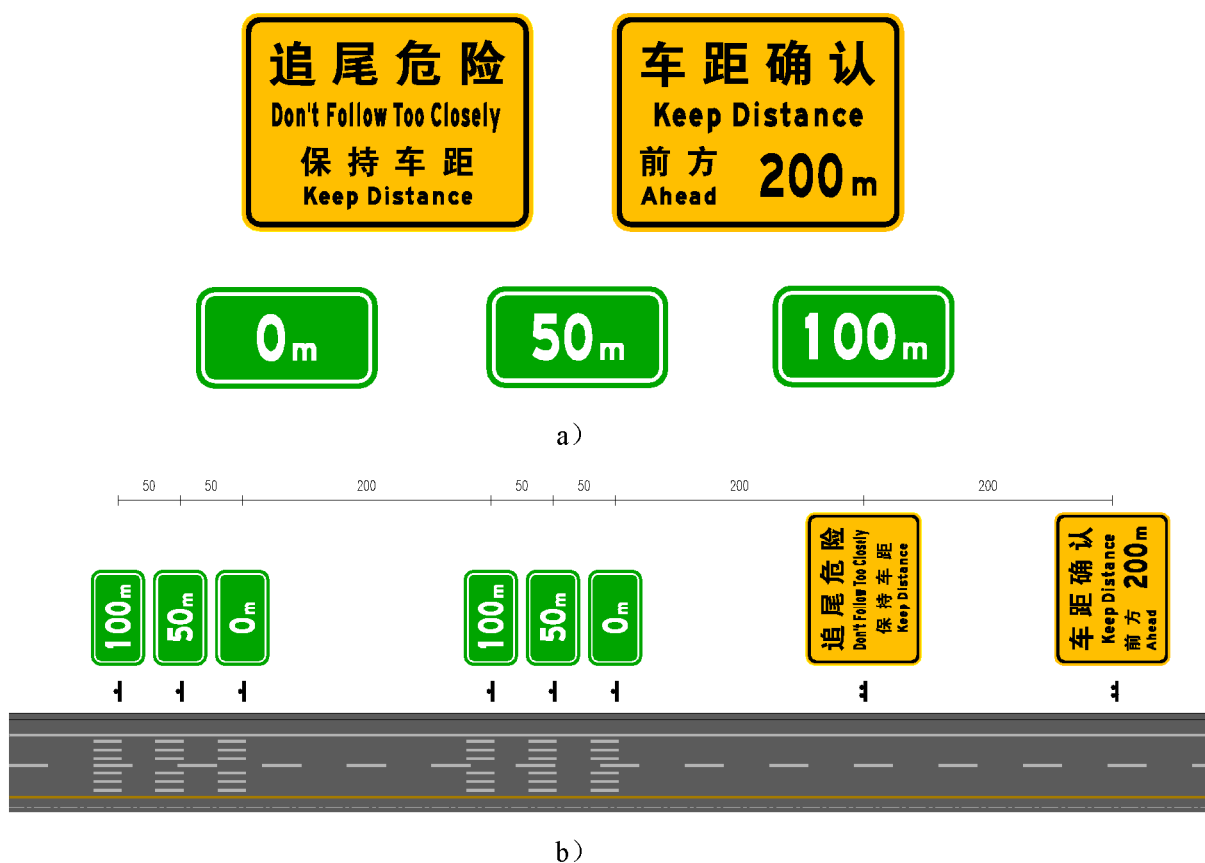 追尾危险
Don't Follow Too Closely
保持车距
Keep Distance
车距确认
Keep Distance
前方 200m
Ahead
0m
50m
100m
a）
50 50 200 50 50 200 200
100m
50m
0m
100m
50m
0m
追尾危险
Don't Follow Too Closely
保持车距
Keep Distance
车距确认
Keep Distance
前方 200m
Ahead
b）